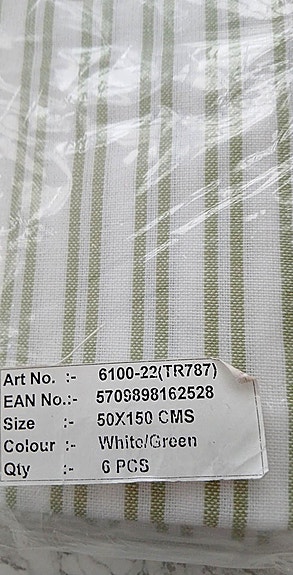 Art No. :- 6100-22(TR787)
EAN No.:- 5709898162528
Size :- 50X150 CMS
Colour :- White/Green
Qty :- 6 PCS